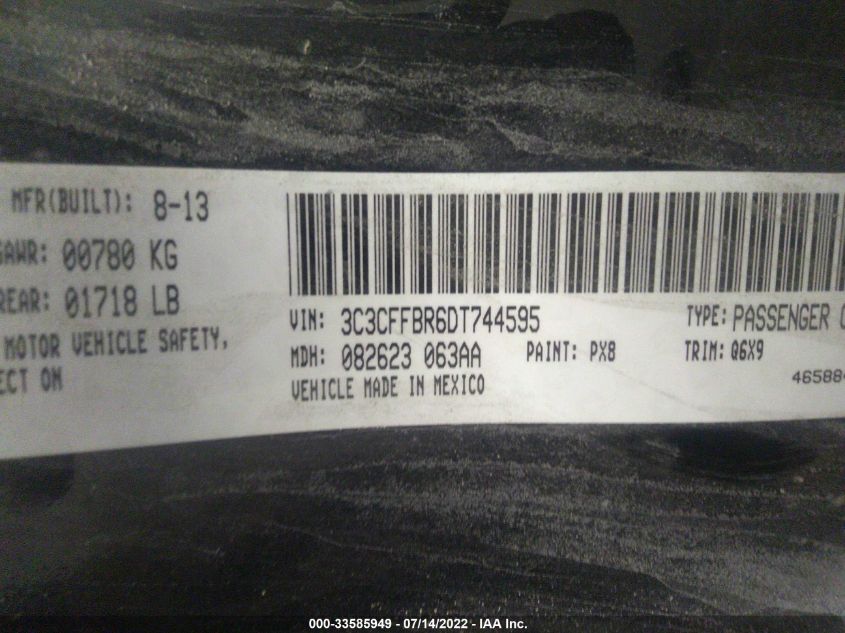 MFR(BUILT): 8-13
GAWR: 00780 KG
REAR: 01718 LB
MOTOR VEHICLE SAFETY,
ECT ON
VIN: 3C3CFFBR6DT744595 TYPE: PASSENGER C
MDH: 082623 063AA PAINT: PX8 TRIM: Q6X9
VEHICLE MADE IN MEXICO
46588
000-33585949 - 07/14/2022 - IAA Inc.